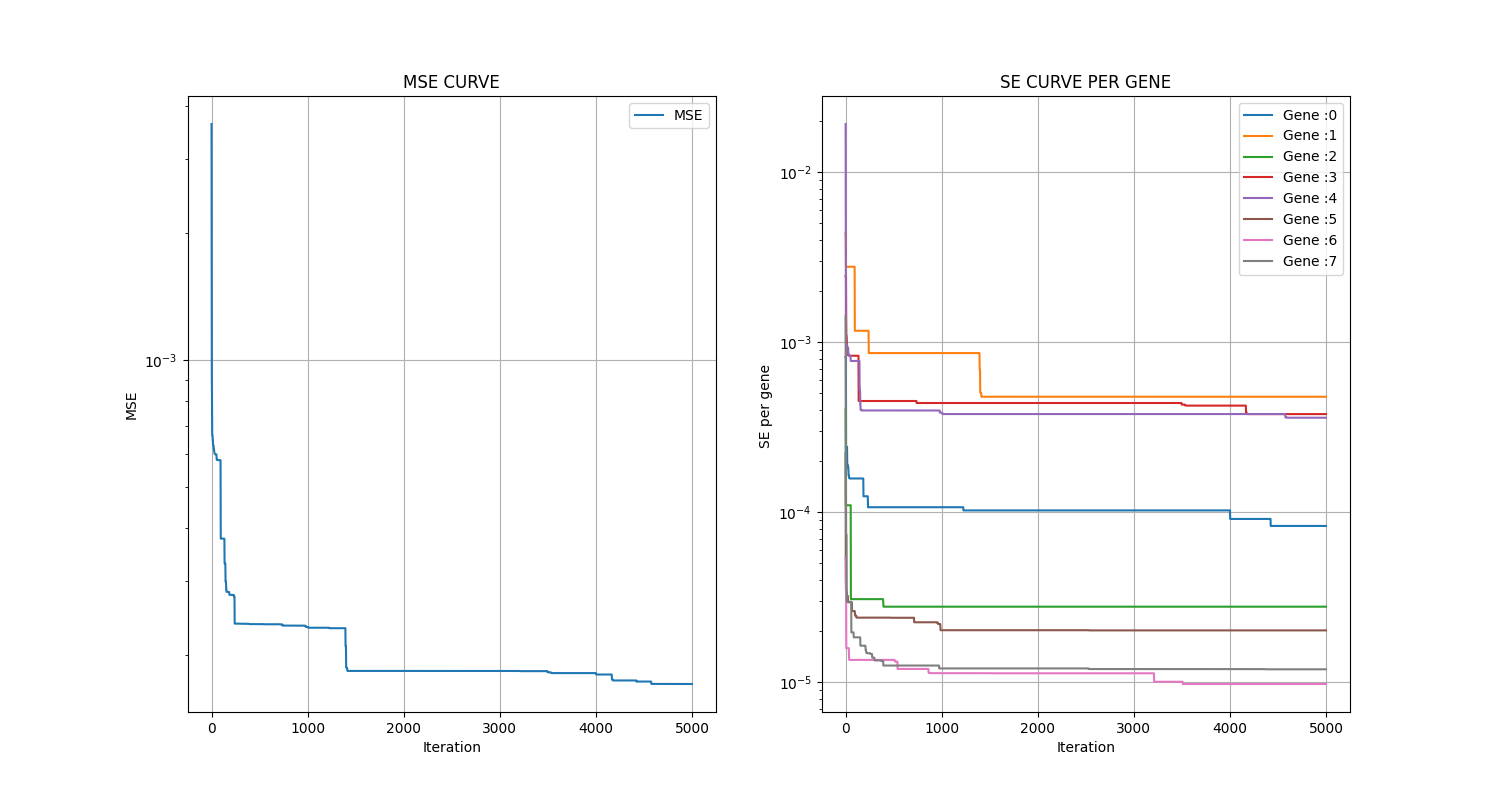 MSE CURVE
MSE
10⁻³
MSE
0 1000 2000 3000 4000 5000
Iteration
SE CURVE PER GENE
Gene :0
Gene :1
Gene :2
Gene :3
Gene :4
Gene :5
Gene :6
Gene :7
10⁻²
10⁻³
10⁻⁴
10⁻⁵
SE per gene
0 1000 2000 3000 4000 5000
Iteration